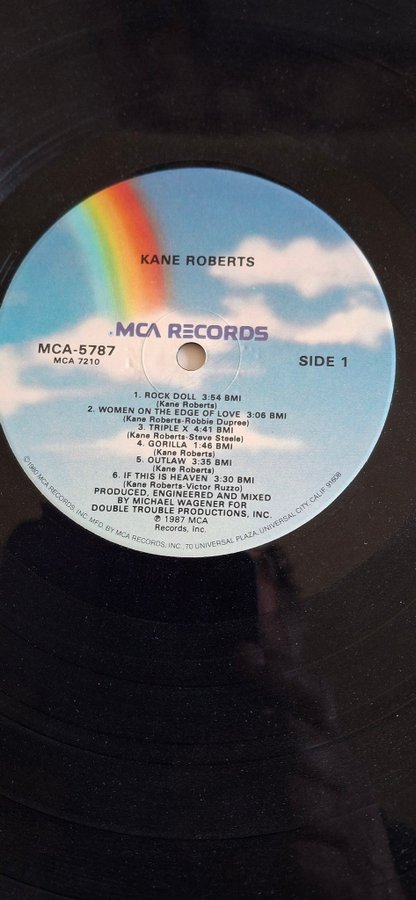 KANE ROBERTS
MCA RECORDS
MCA-5787
MCA 7210
SIDE 1
1. ROCK DOLL 3:54 BMI
(Kane Roberts)
2. WOMEN ON THE EDGE OF LOVE 3:06 BMI
(Kane Roberts-Robbie Dupree)
3. TRIPLE X 4:41 BMI
(Kane Roberts-Steve Steele)
4. GORILLA 1:46 BMI
(Kane Roberts)
5. OUTLAW 3:35 BMI
(Kane Roberts)
6. IF THIS IS HEAVEN 3:30 BMI
(Kane Roberts-Victor Ruzzo)
PRODUCED, ENGINEERED AND MIXED
BY MICHAEL WAGENER FOR
DOUBLE TROUBLE PRODUCTIONS, INC.
℗ 1987 MCA
Records, Inc.
©1980 MCA RECORDS, INC. MFD. BY MCA RECORDS, INC., 70 UNIVERSAL PLAZA, UNIVERSAL CITY, CALIF. 91608